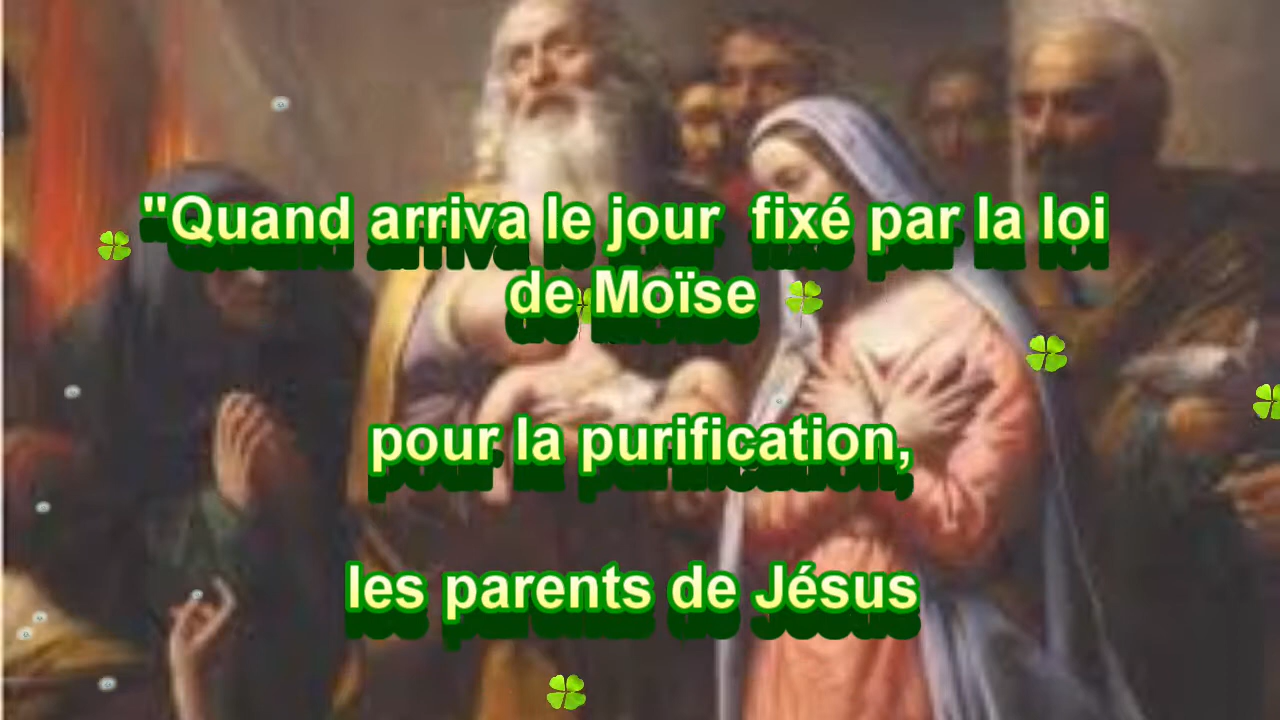 "Quand arriva le jour  fixé par la loi
de Moïse
pour la purification,
les parents de Jésus